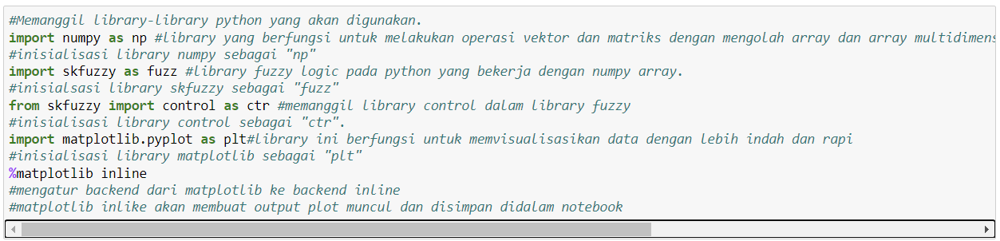 #Memanggil library-library python yang akan digunakan.
import numpy as np #library yang berfungsi untuk melakukan operasi vektor dan matriks dengan mengolah array dan array
#inisialisasi library numpy sebagai "np"
import skfuzzy as fuzz #library fuzzy logic pada python yang bekerja dengan numpy array.
#inisialsasi library skfuzzy sebagai "fuzz"
from skfuzzy import control as ctr #memanggil library control dalam library fuzzy
#inisialisasi library control sebagai "ctr".
import matplotlib.pyplot as plt#library ini berfungsi untuk memvisualisasikan data dengan lebih indah dan rapi
#inisialisasi library matplotlib sebagai "plt"
%matplotlib inline
#mengatur backend dari matplotlib ke backend inline
#matplotlib inlike akan membuat output plot muncul dan disimpan didalam notebook